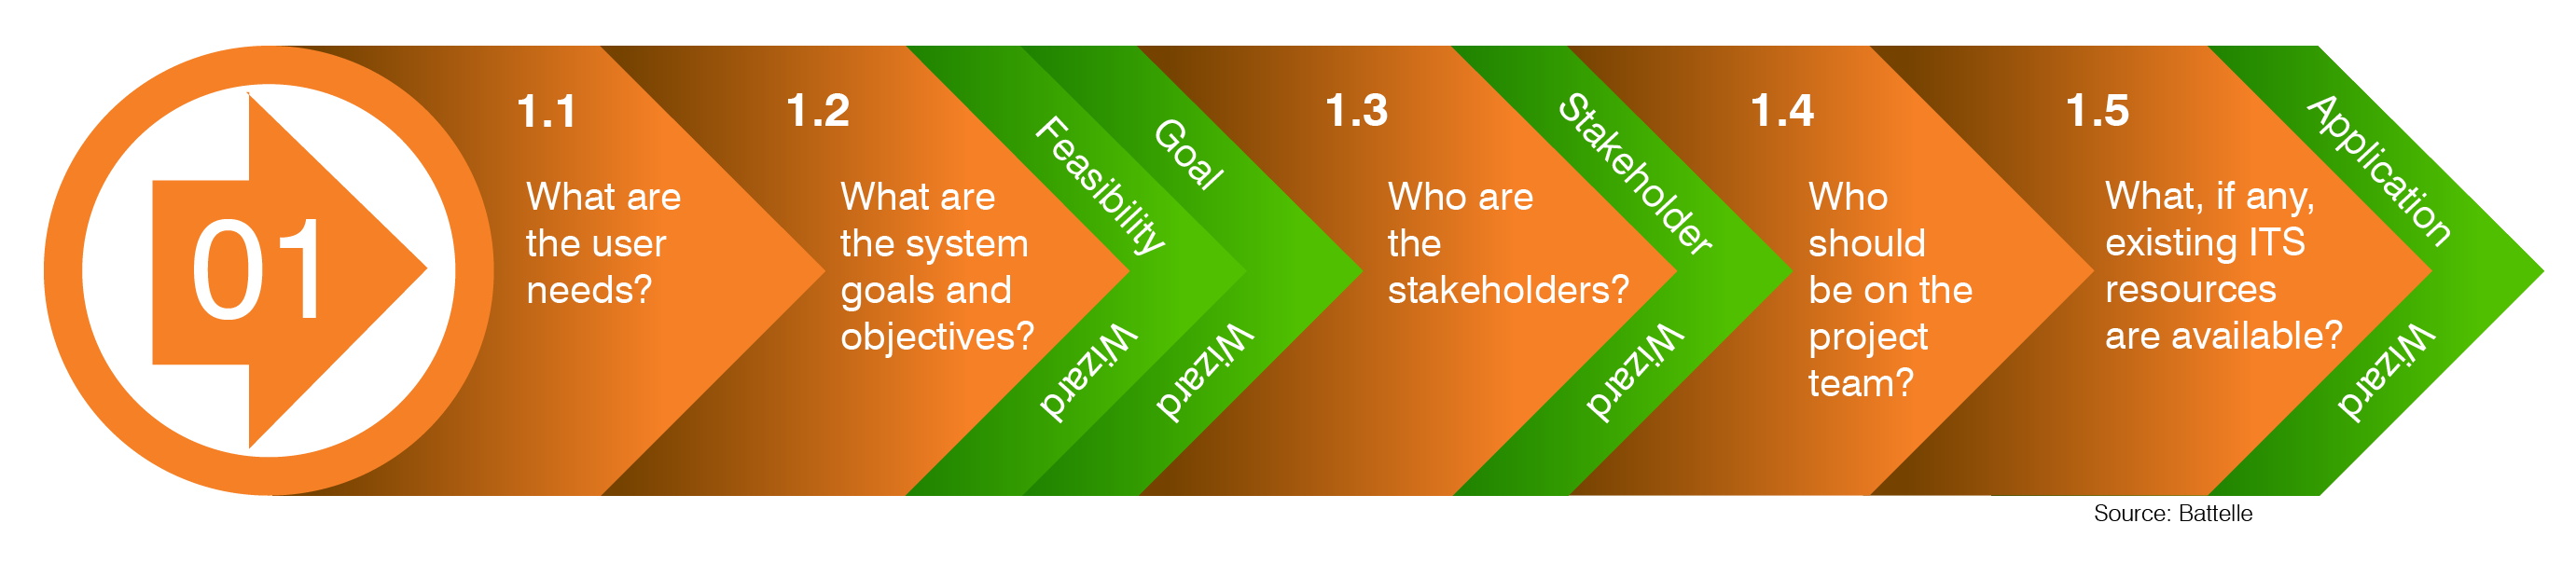 01
1.1
What are
the user
needs?
1.2
What are
the system
goals and
objectives?
Feasibility
Wizard
Goal
Wizard
1.3
Who are
the
stakeholders?
Stakeholder
Wizard
1.4
Who
should
be on the
project
team?
1.5
What, if any,
existing ITS
resources
are available?
Application
Wizard
Source: Battelle